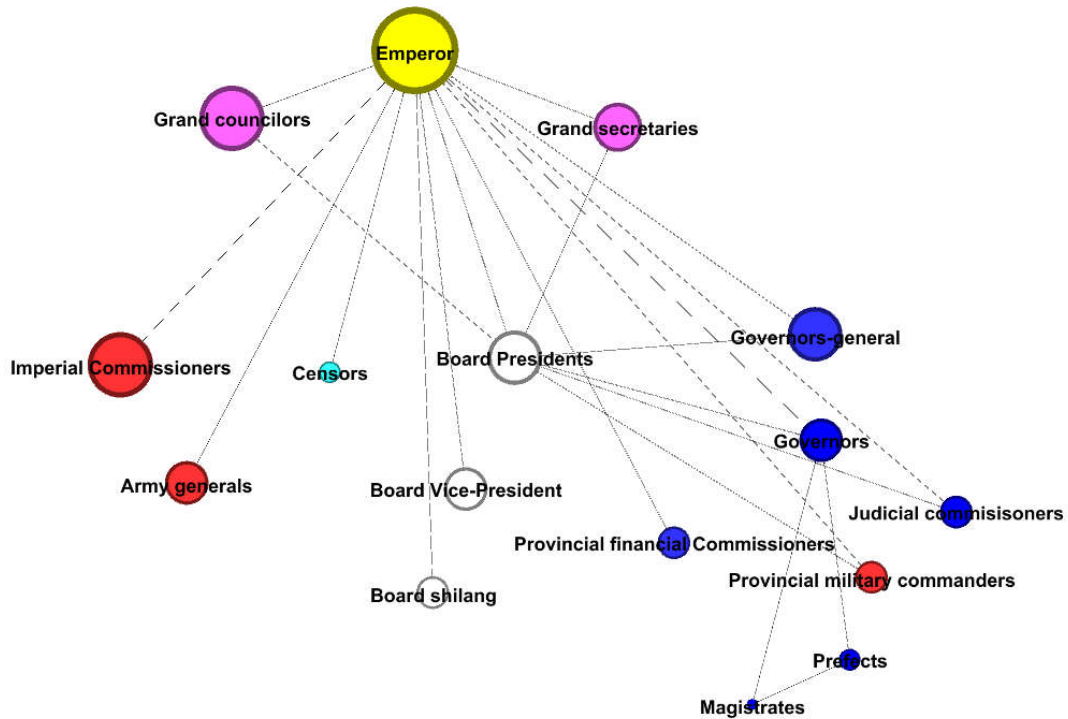 Emperor
Grand councilors
Grand secretaries
Governors-general
Board Presidents
Imperial Commissioners
Censors
Governors
Army generals
Board Vice-President
Judicial commisisoners
Provincial financial Commissioners
Provincial military commanders
Board shilang
Prefects
Magistrates